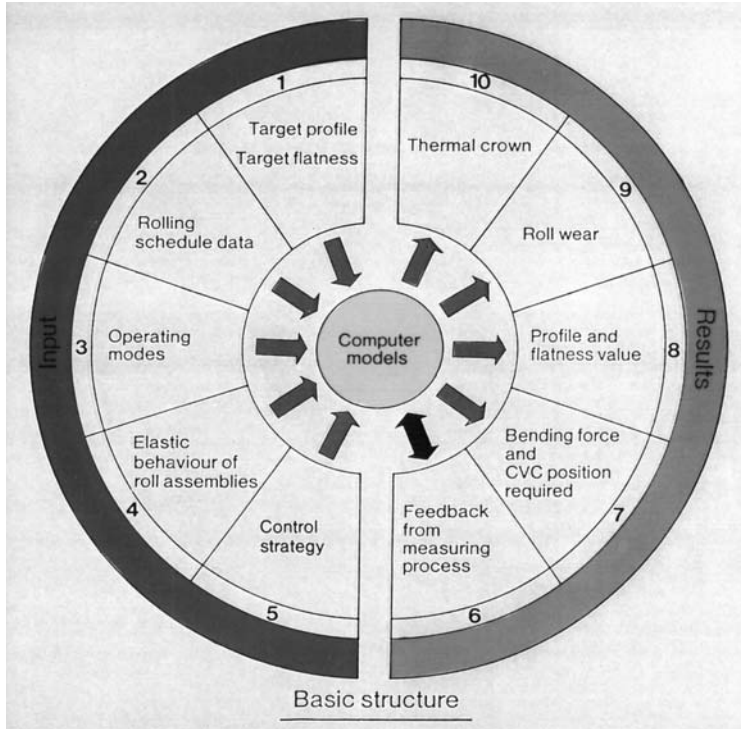 1
Target profile
Target flatness
2
Rolling
schedule data
3
Operating
modes
4
Elastic
behaviour of
roll assemblies
5
Control
strategy
Input
Computer
models
10
Thermal crown
9
Roll wear
8
Profile and
flatness value
7
Bending force
and
CVC position
required
6
Feedback
from
measuring
process
Results
Basic structure